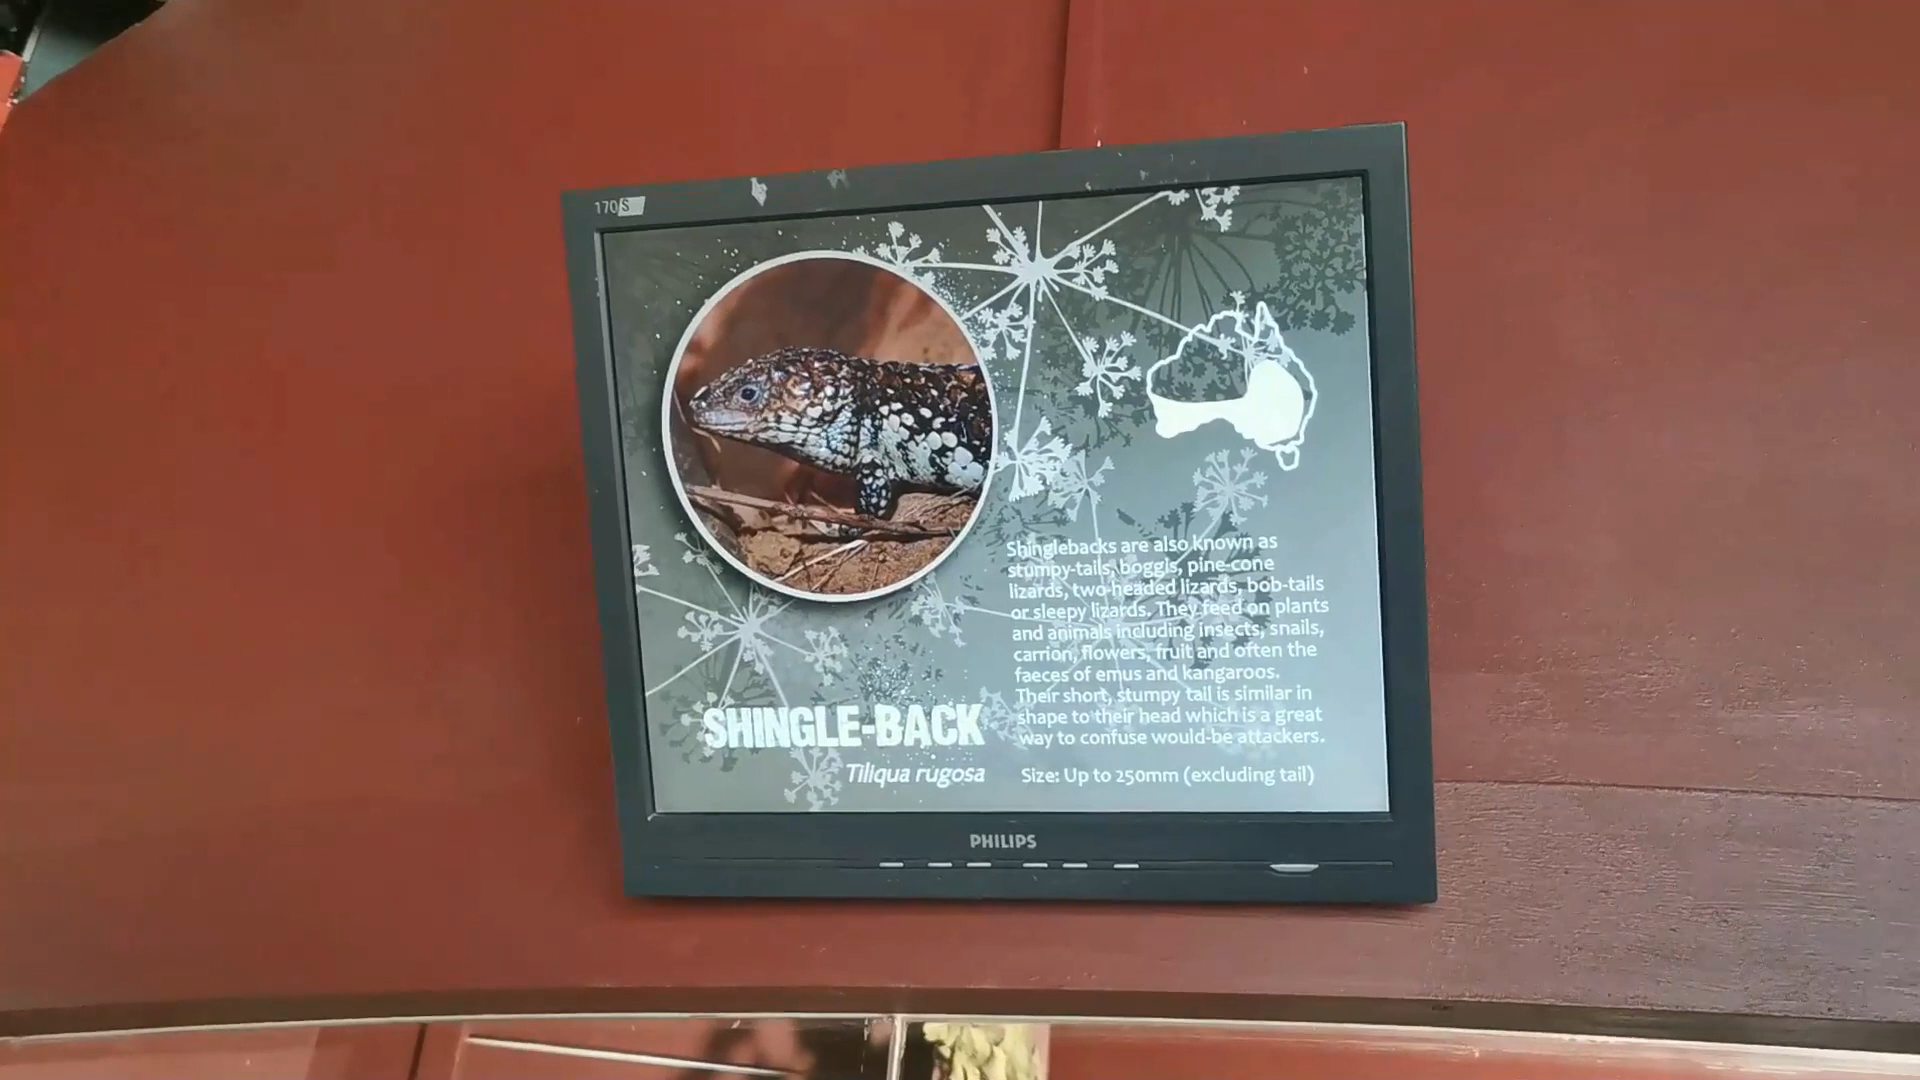 170S
Shinglebacks are also known as
stumpy-tails, boggis, pine-cone
lizards, two-headed lizards, bob-tails
or sleepy lizards. They feed on plants
and animals including insects, snails,
carrion, flowers, fruit and often the
faeces of emus and kangaroos.
Their short, stumpy tail is similar in
shape to their head which is a great
way to confuse would-be attackers.
SHINGLE-BACK
Tiliqua rugosa
Size: Up to 250mm (excluding tail)
PHILIPS